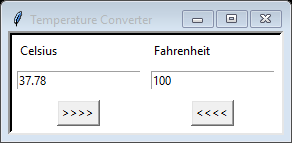 Temperature Converter
Celsius Fahrenheit
37.78 100
>>>> <<<<